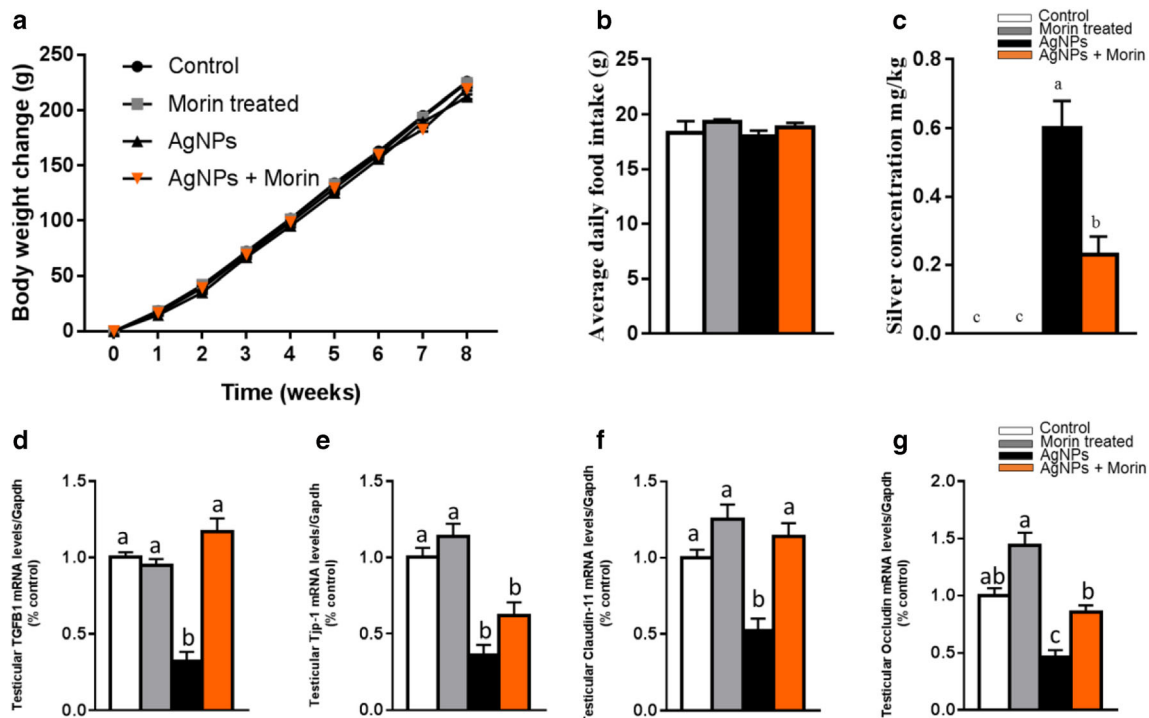 a
Body weight change (g)
250
200
150
100
50
0
Control
Morin treated
AgNPs
AgNPs + Morin
0 1 2 3 4 5 6 7 8
Time (weeks)
b
Average daily food intake (g)
25
20
15
10
5
0
c
Control
Morin treated
AgNPs
AgNPs + Morin
Silver concentration mg/kg
0.8
0.6
0.4
0.2
0.0
c c a b
d
Testicular TGFB1 mRNA levels/Gapdh
(% control)
1.5
1.0
0.5
0.0
a a b a
e
Testicular Tjp-1 mRNA levels/Gapdh
(% control)
1.5
1.0
0.5
0.0
a a b b
f
Testicular Claudin-11 mRNA levels/Gapdh
(% control)
1.5
1.0
0.5
0.0
a a b a
g
Control
Morin treated
AgNPs
AgNPs + Morin
Testicular Occludin mRNA levels/Gapdh
(% control)
2.0
1.5
1.0
0.5
0.0
ab a c b